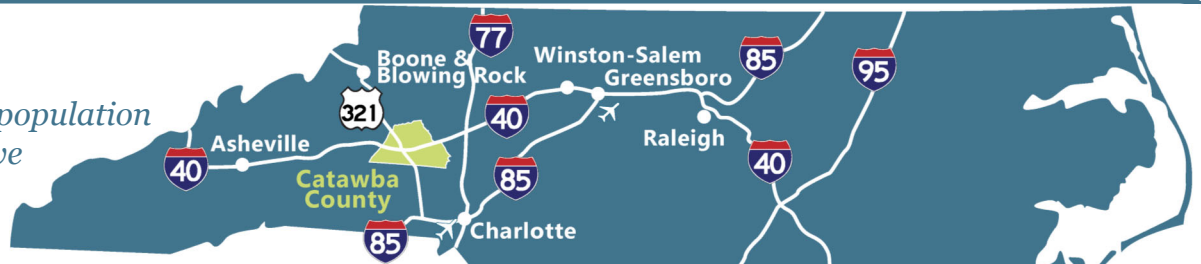 77
Boone &
Blowing Rock
Winston-Salem
Greensboro
85
95
321
population
40
Raleigh
Asheville
40
40
85
Catawba
County
85
Charlotte